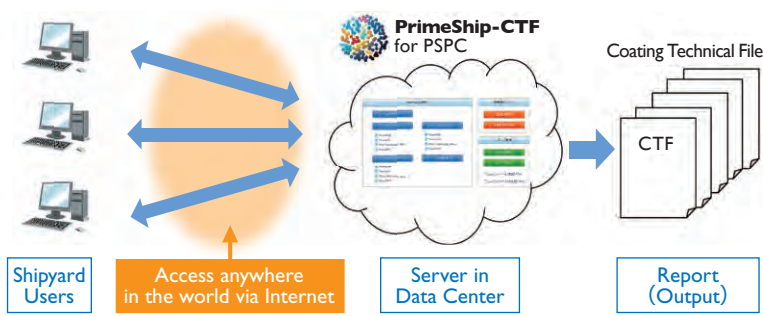 PrimeShip-CTF
for PSPC
Coating Technical File
CTF
Shipyard
Users
Access anywhere
in the world via Internet
Server in
Data Center
Report
(Output)